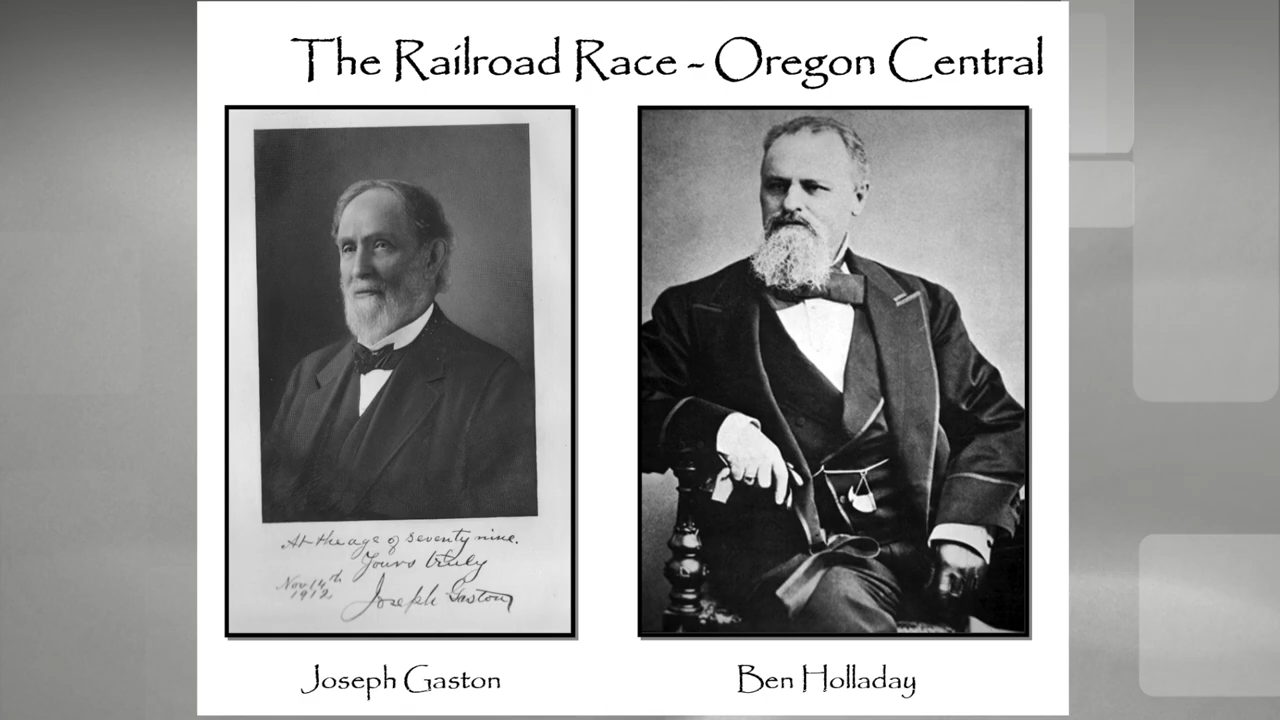 The Railroad Race - Oregon Central
At the age of seventy nine.
Yours truly
Nov 14th
1912
Joseph Gaston
Joseph Gaston
Ben Holladay